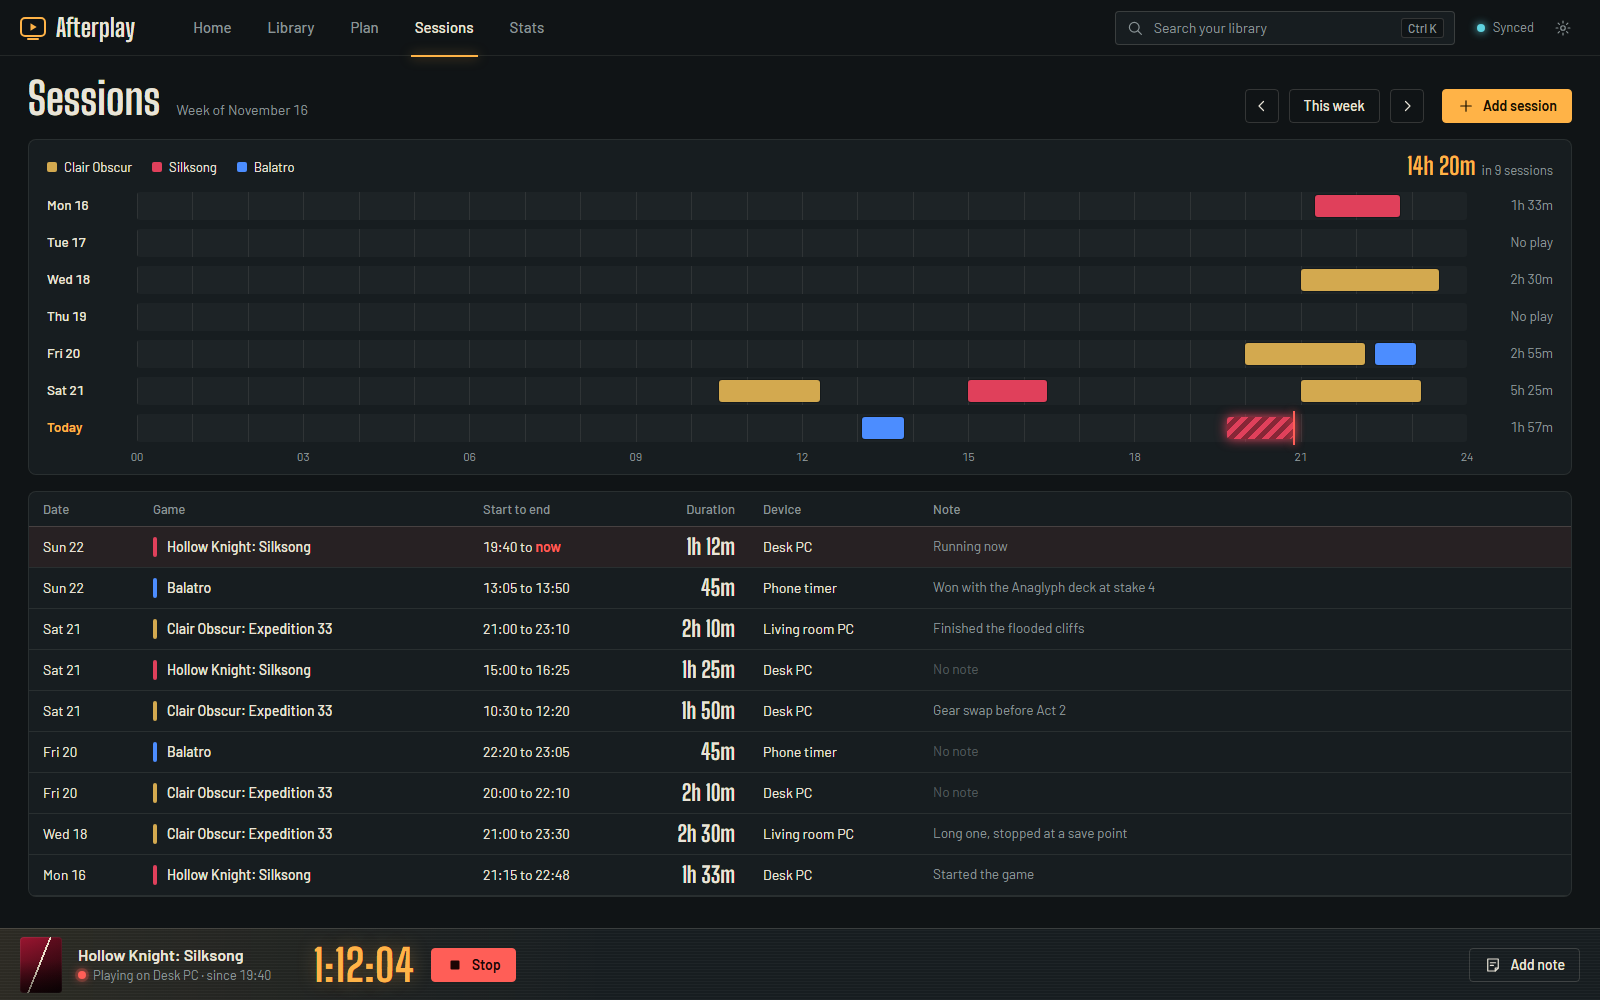 Afterplay Home Library Plan Sessions Stats Search your library Ctrl K Synced
Sessions Week of November 16 This week Add session
Clair Obscur Silksong Balatro 14h 20m in 9 sessions
Mon 16 1h 33m
Tue 17 No play
Wed 18 2h 30m
Thu 19 No play
Fri 20 2h 55m
Sat 21 5h 25m
Today 1h 57m
00 03 06 09 12 15 18 21 24
Date Game Start to end Duration Device Note
Sun 22 Hollow Knight: Silksong 19:40 to now 1h 12m Desk PC Running now
Sun 22 Balatro 13:05 to 13:50 45m Phone timer Won with the Anaglyph deck at stake 4
Sat 21 Clair Obscur: Expedition 33 21:00 to 23:10 2h 10m Living room PC Finished the flooded cliffs
Sat 21 Hollow Knight: Silksong 15:00 to 16:25 1h 25m Desk PC No note
Sat 21 Clair Obscur: Expedition 33 10:30 to 12:20 1h 50m Desk PC Gear swap before Act 2
Fri 20 Balatro 22:20 to 23:05 45m Phone timer No note
Fri 20 Clair Obscur: Expedition 33 20:00 to 22:10 2h 10m Desk PC No note
Wed 18 Clair Obscur: Expedition 33 21:00 to 23:30 2h 30m Living room PC Long one, stopped at a save point
Mon 16 Hollow Knight: Silksong 21:15 to 22:48 1h 33m Desk PC Started the game
Hollow Knight: Silksong
Playing on Desk PC · since 19:40
1:12:04 Stop Add note